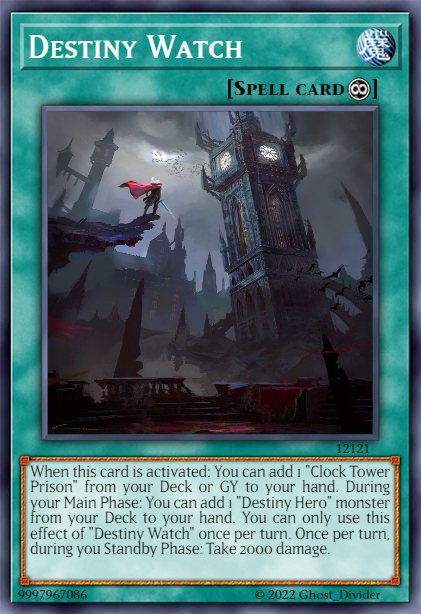 DESTINY WATCH
魔
[SPELL CARD ]
12121
When this card is activated: You can add 1 "Clock Tower
Prison" from your Deck or GY to your hand. During
your Main Phase: You can add 1 "Destiny Hero" monster
from your Deck to your hand. You can only use this
effect of "Destiny Watch" once per turn. Once per turn,
during you Standby Phase: Take 2000 damage.
9997967086
© 2022 Ghost_Divider